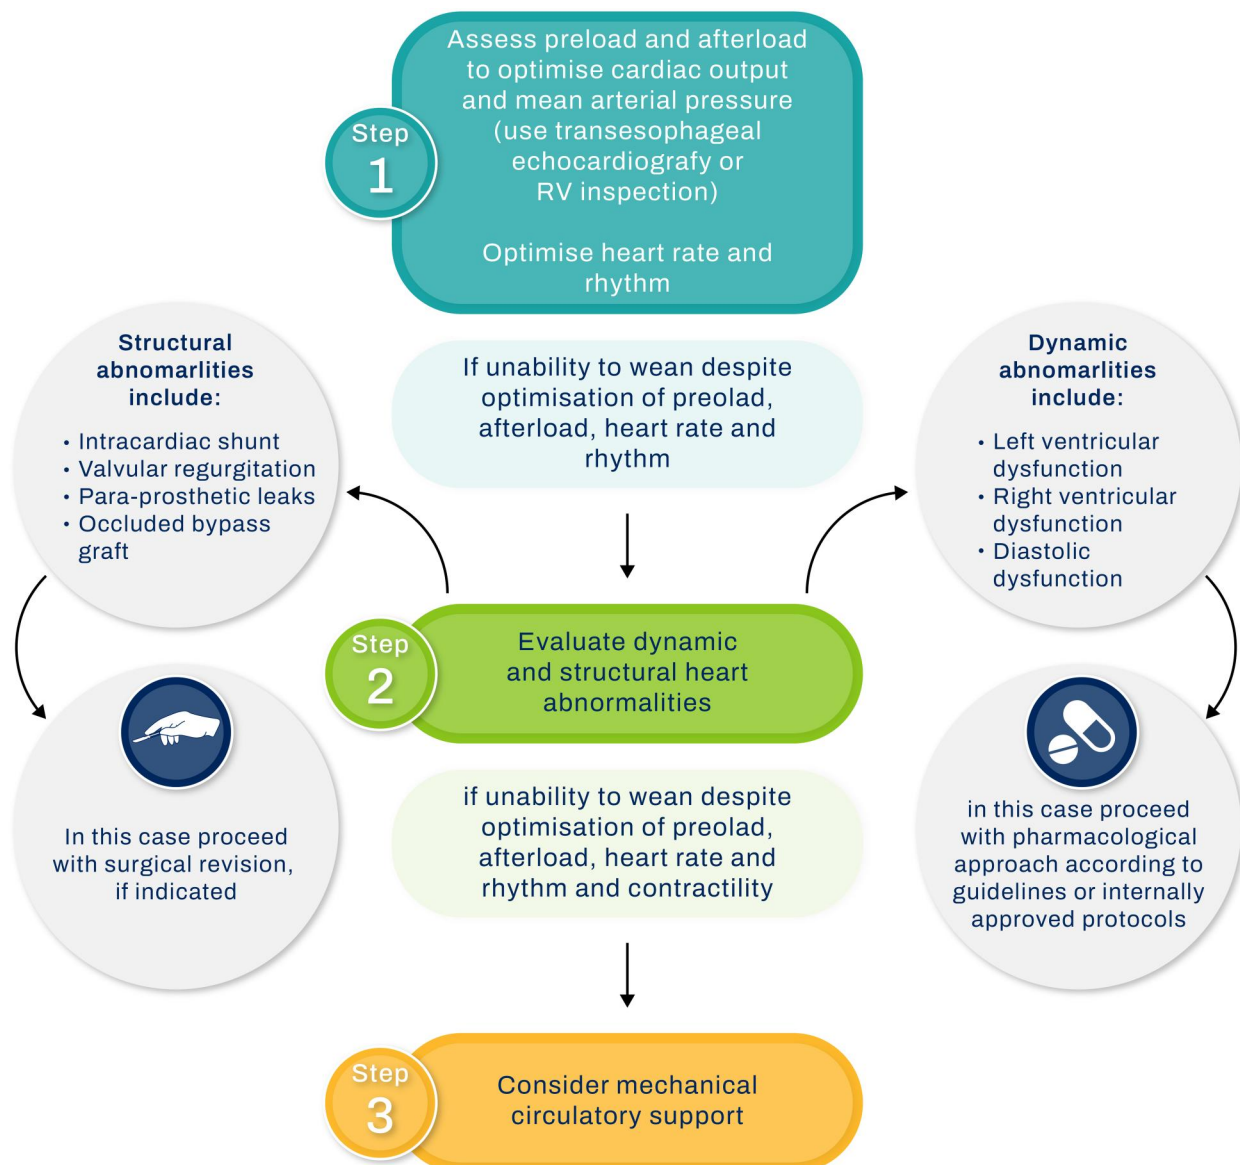 Step
1
Assess preload and afterload
to optimise cardiac output
and mean arterial pressure
(use transesophageal
echocardiografy or
RV inspection)
Optimise heart rate and
rhythm
If unability to wean despite
optimisation of preolad,
afterload, heart rate and
rhythm
Structural
abnomarlities
include:
• Intracardiac shunt
• Valvular regurgitation
• Para-prosthetic leaks
• Occluded bypass
graft
Dynamic
abnomarlities
include:
• Left ventricular
dysfunction
• Right ventricular
dysfunction
• Diastolic
dysfunction
Step
2
Evaluate dynamic
and structural heart
abnormalities
In this case proceed
with surgical revision,
if indicated
in this case proceed
with pharmacological
approach according to
guidelines or internally
approved protocols
if unability to wean despite
optimisation of preolad,
afterload, heart rate and
rhythm and contractility
Step
3
Consider mechanical
circulatory support